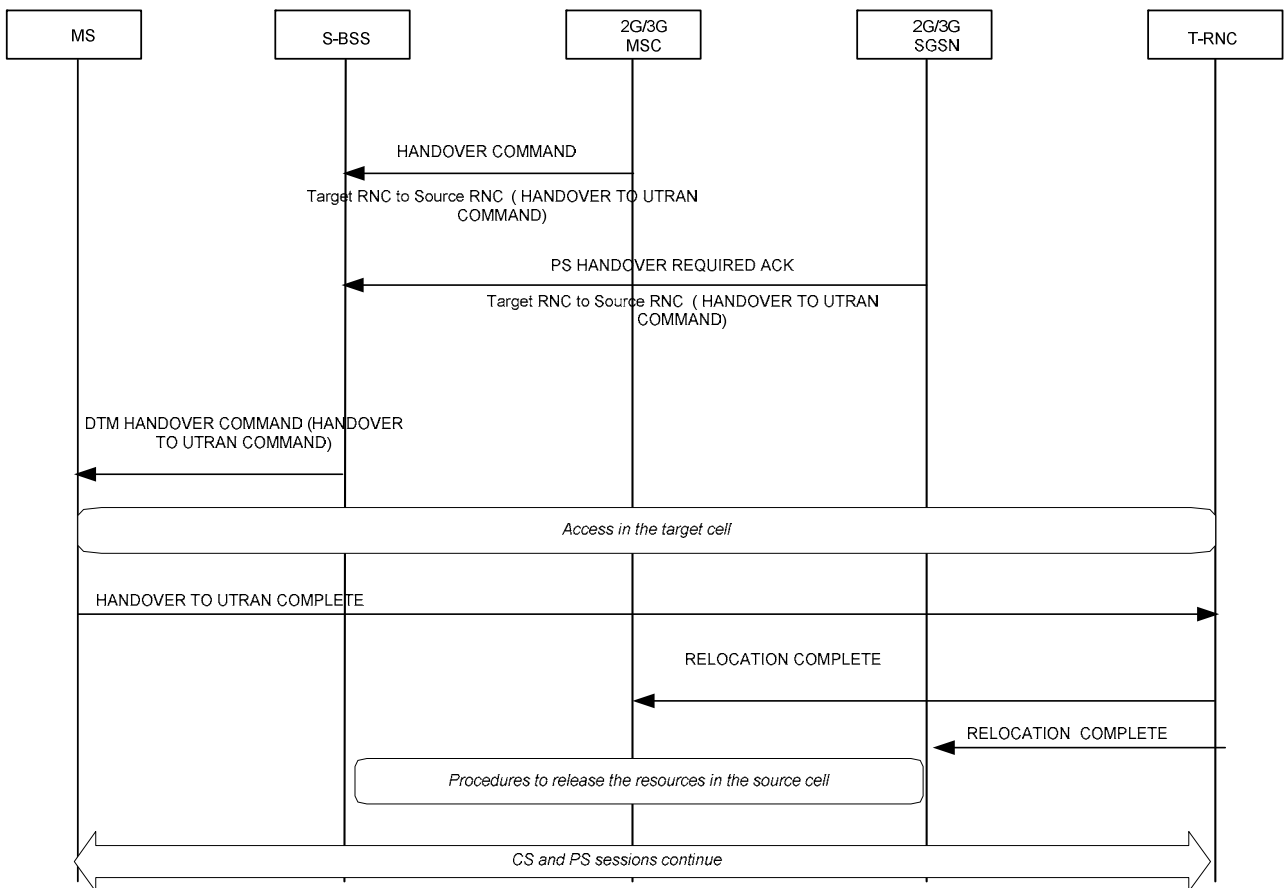 MS
S-BSS
2G/3G
MSC
2G/3G
SGSN
T-RNC
HANDOVER COMMAND
Target RNC to Source RNC ( HANDOVER TO UTRAN
COMMAND)
PS HANDOVER REQUIRED ACK
Target RNC to Source RNC ( HANDOVER TO UTRAN
COMMAND)
DTM HANDOVER COMMAND (HANDOVER
TO UTRAN COMMAND)
Access in the target cell
HANDOVER TO UTRAN COMPLETE
RELOCATION COMPLETE
RELOCATION COMPLETE
Procedures to release the resources in the source cell
CS and PS sessions continue